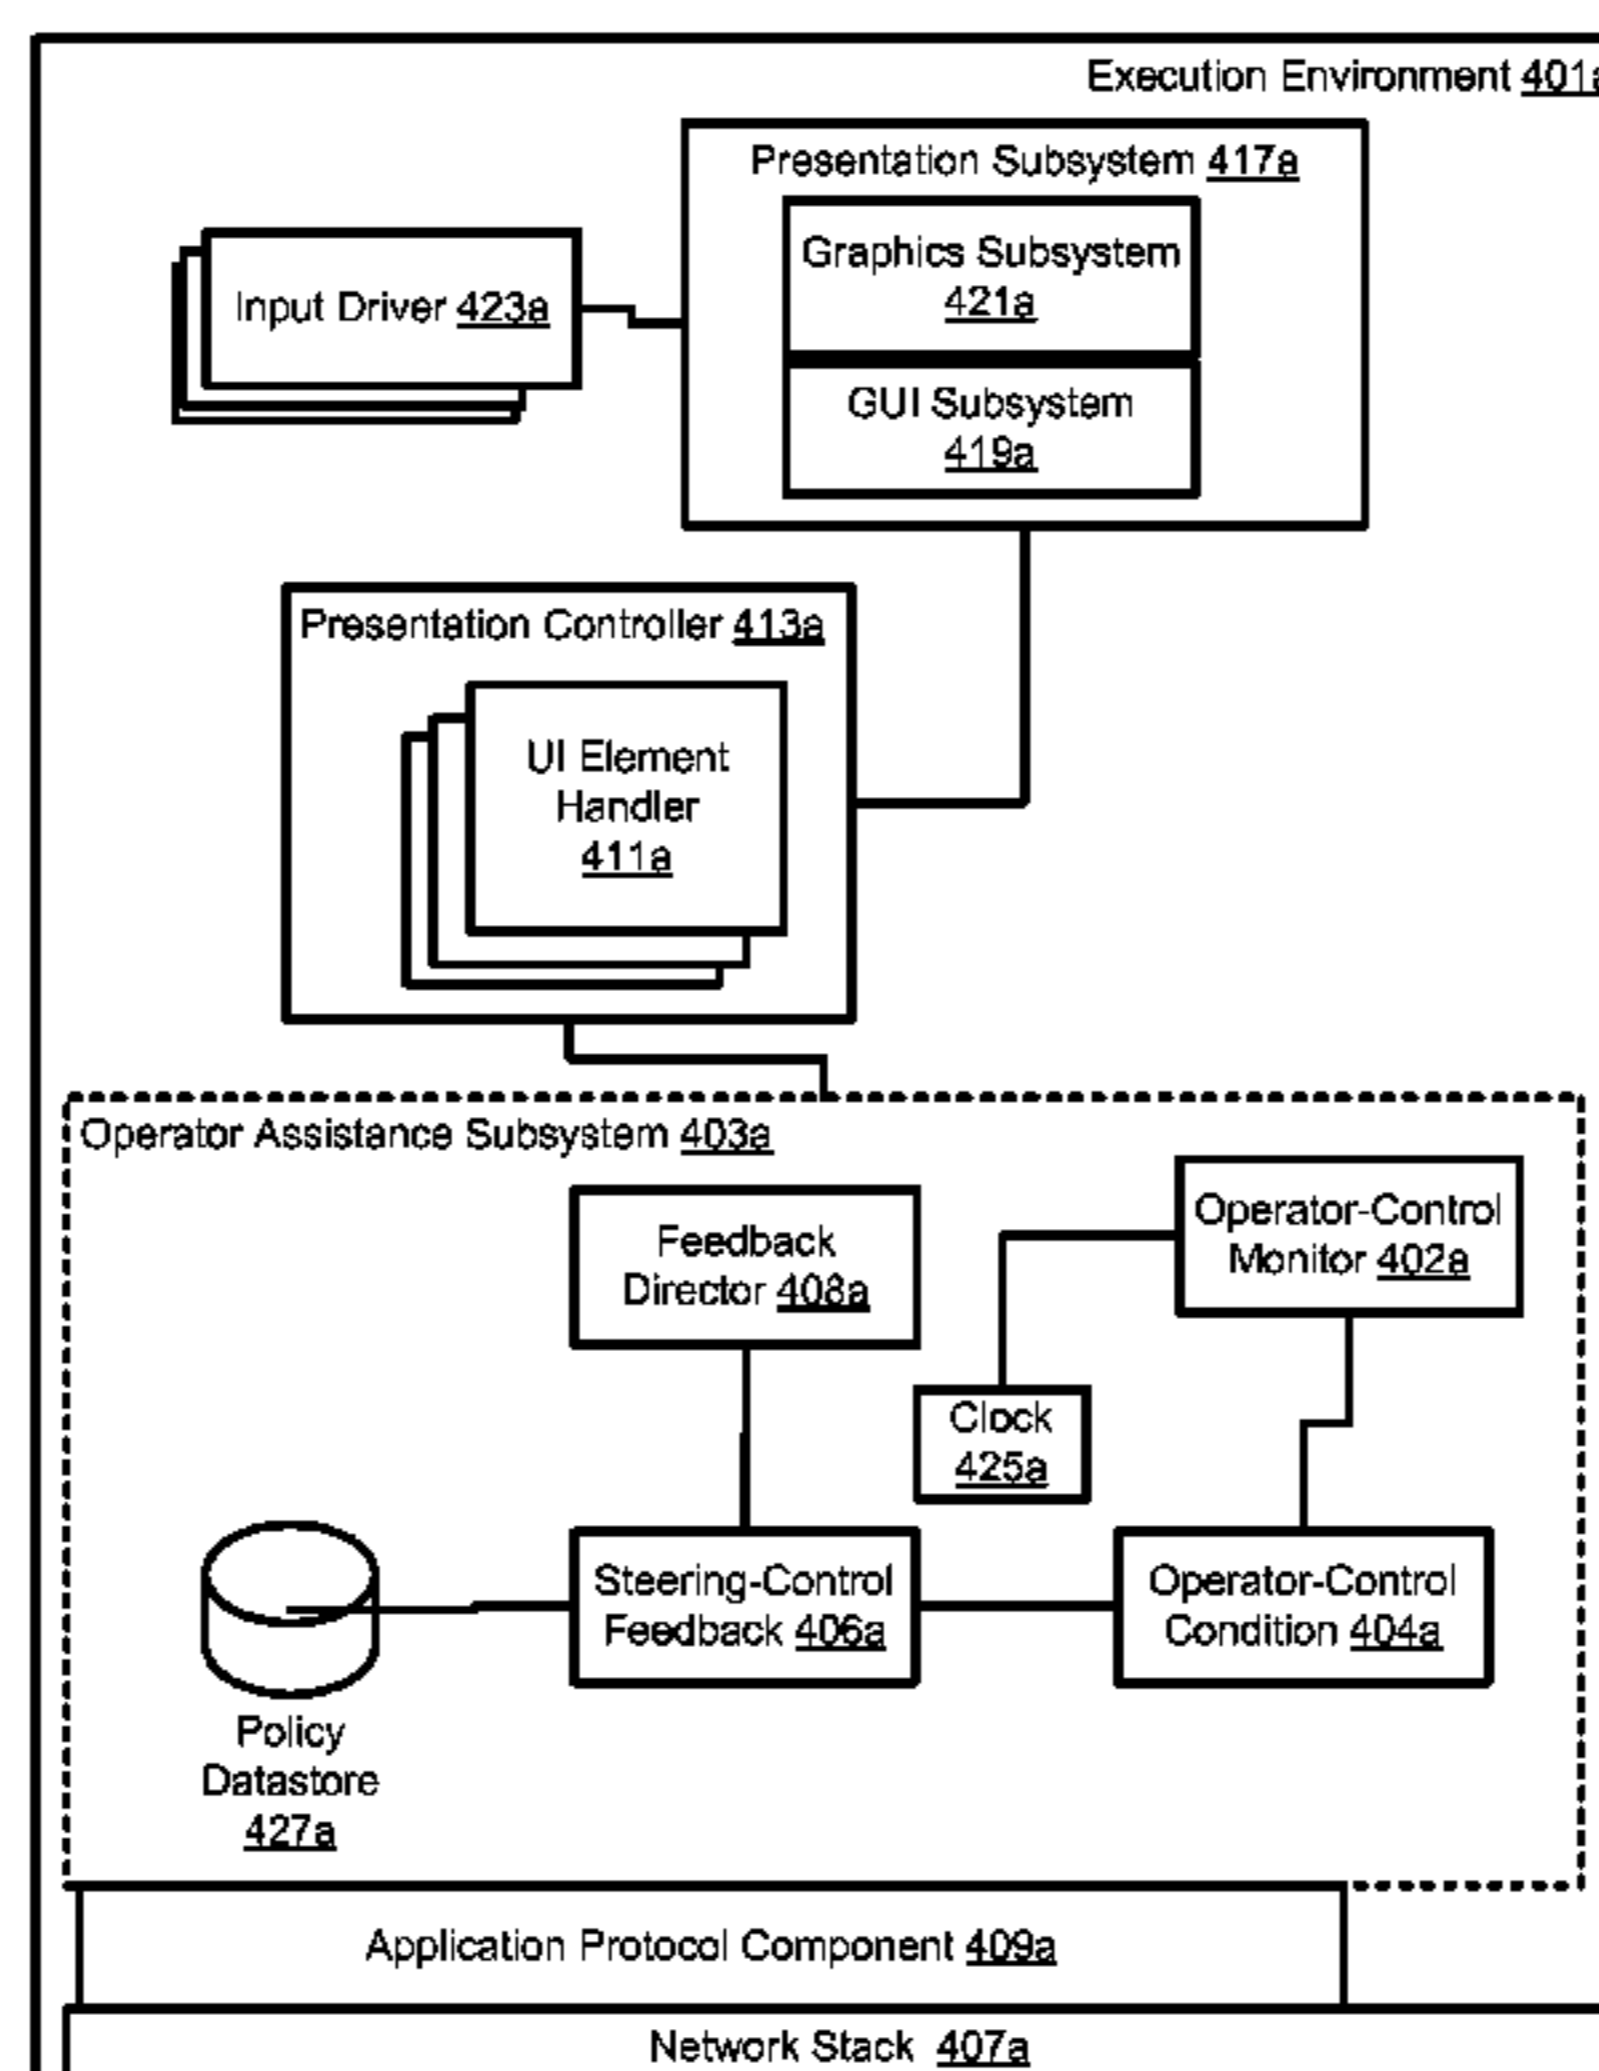 Execution Environment 401a
Presentation Subsystem 417a
Graphics Subsystem
421a
Input Driver 423a
GUI Subsystem
419a
Presentation Controller 413a
UI Element
Handler
411a
Operator Assistance Subsystem 403a
Operator-Control
Monitor 402a
Feedback
Director 408a
Clock
425a
Steering-Control
Feedback 406a
Operator-Control
Condition 404a
Policy
Datastore
427a
Application Protocol Component 409a
Network Stack 407a